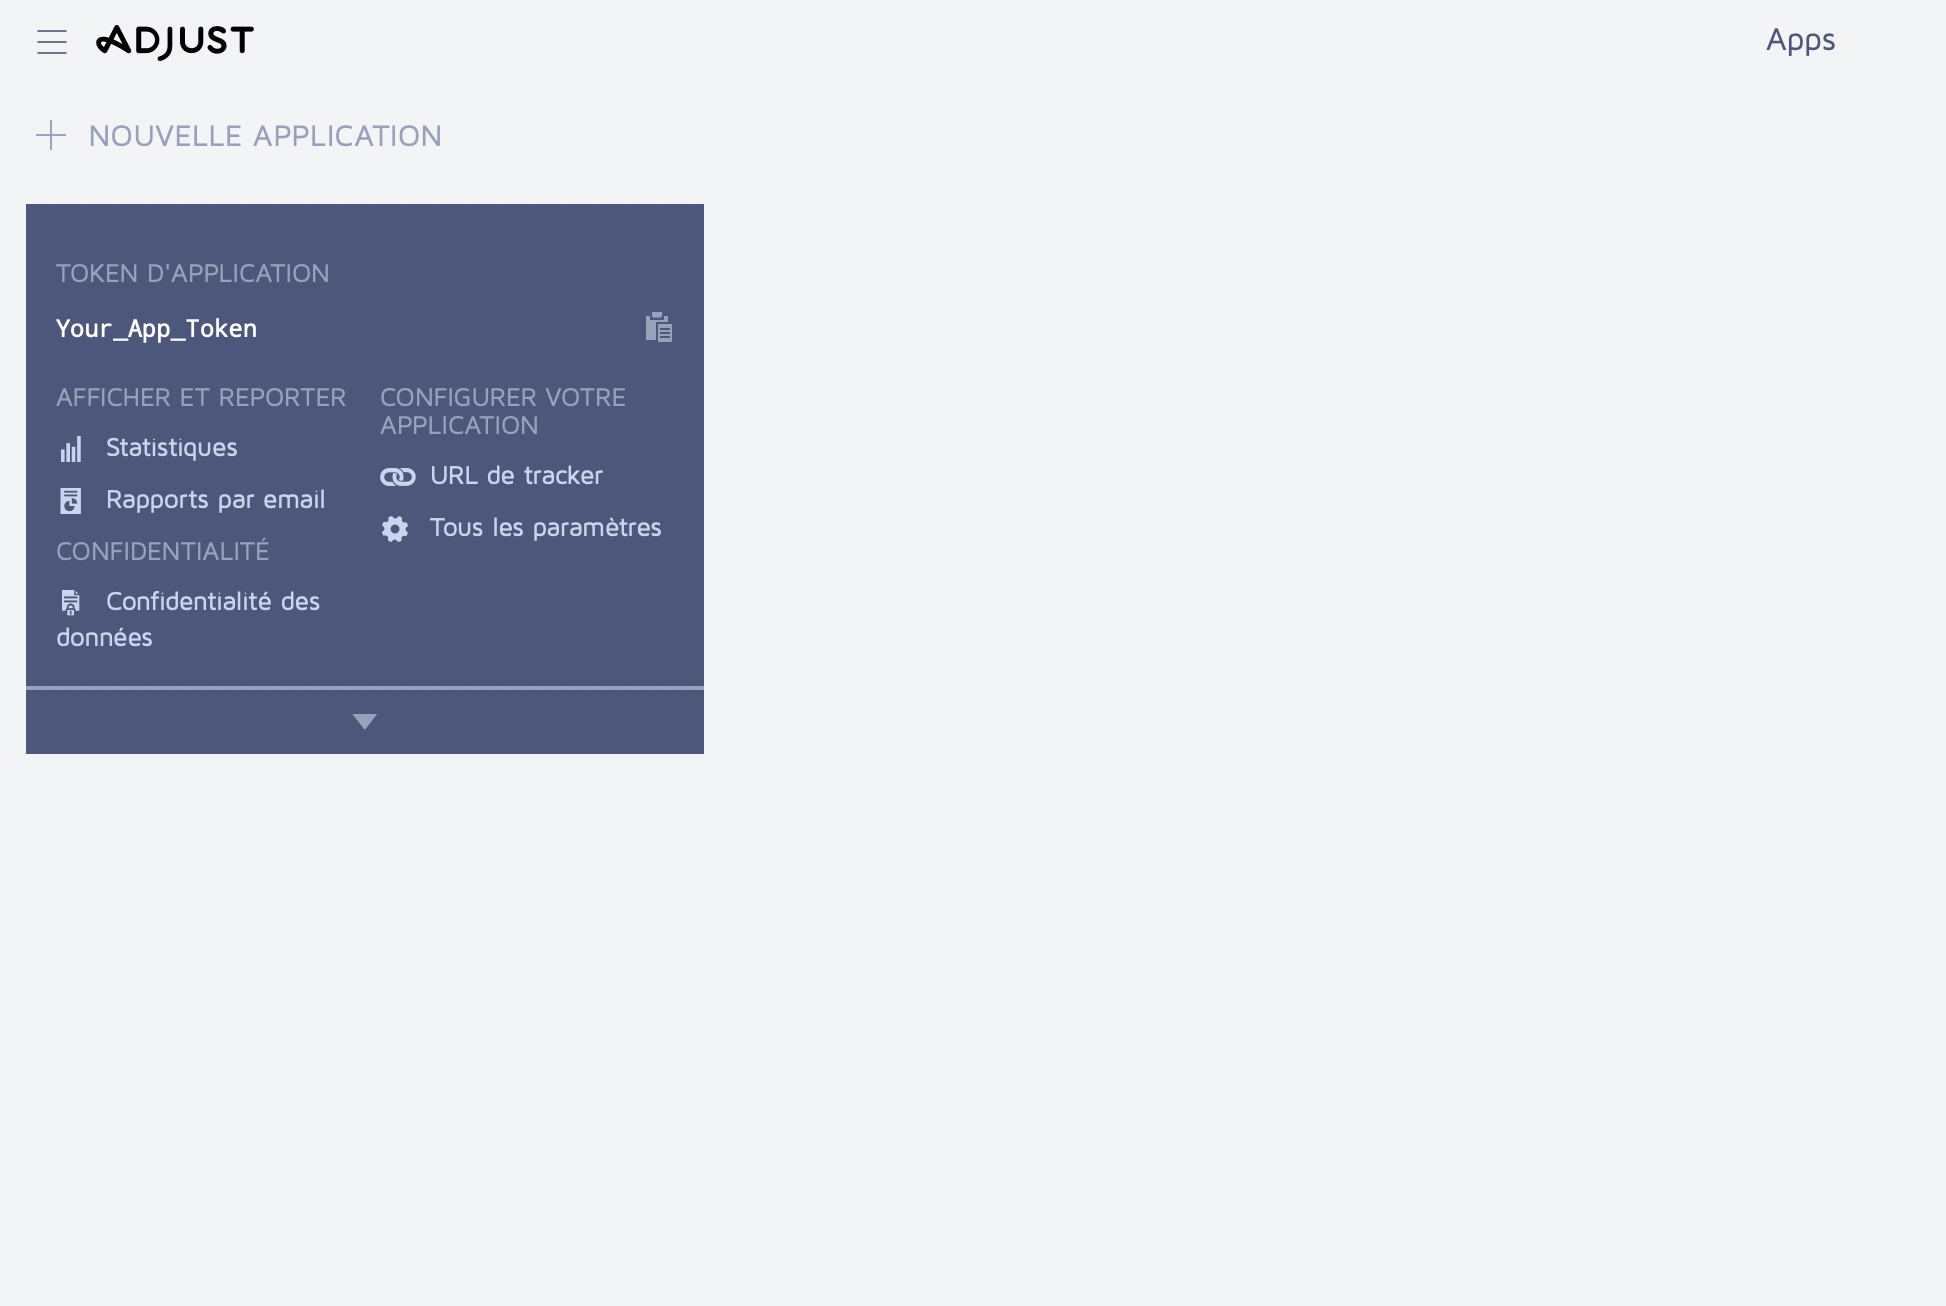 ADJUST
Apps
NOUVELLE APPLICATION
TOKEN D'APPLICATION
Your_App_Token
AFFICHER ET REPORTER
Statistiques
Rapports par email
CONFIDENTIALITÉ
Confidentialité des
données
CONFIGURER VOTRE
APPLICATION
URL de tracker
Tous les paramètres